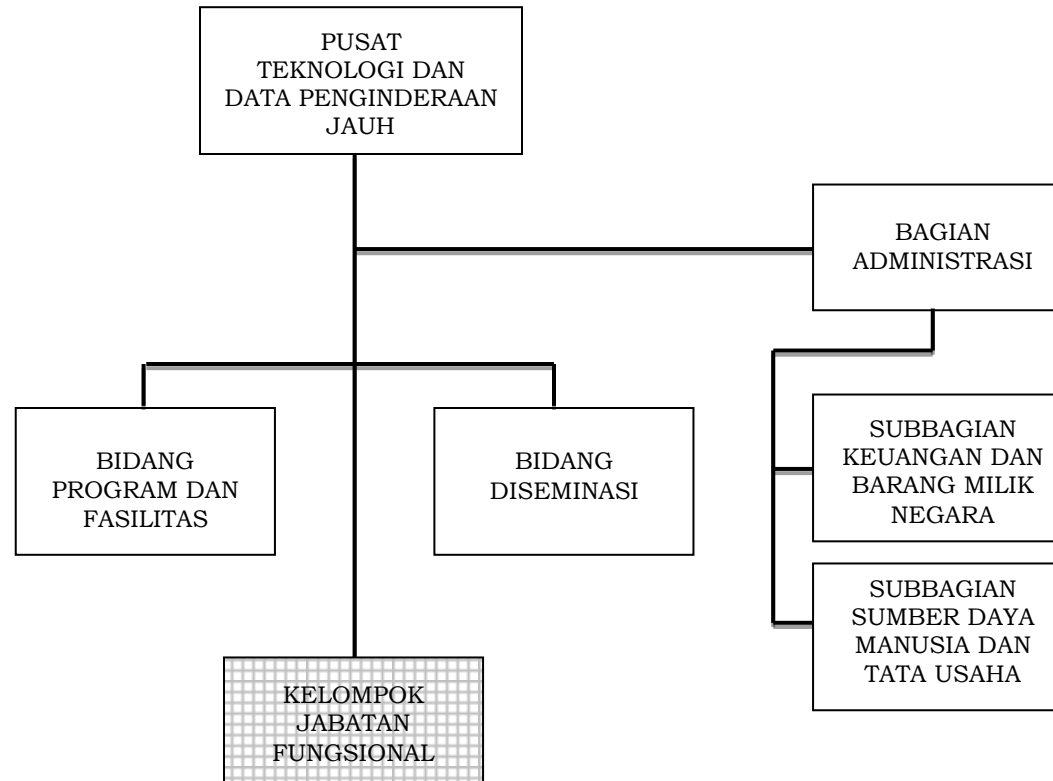 PUSAT
TEKNOLOGI DAN
DATA PENGINDERAAN
JAUH
BAGIAN
ADMINISTRASI
BIDANG
PROGRAM DAN
FASILITAS
BIDANG
DISEMINASI
SUBBAGIAN
KEUANGAN DAN
BARANG MILIK
NEGARA
SUBBAGIAN
SUMBER DAYA
MANUSIA DAN
TATA USAHA
KELOMPOK
JABATAN
FUNGSIONAL